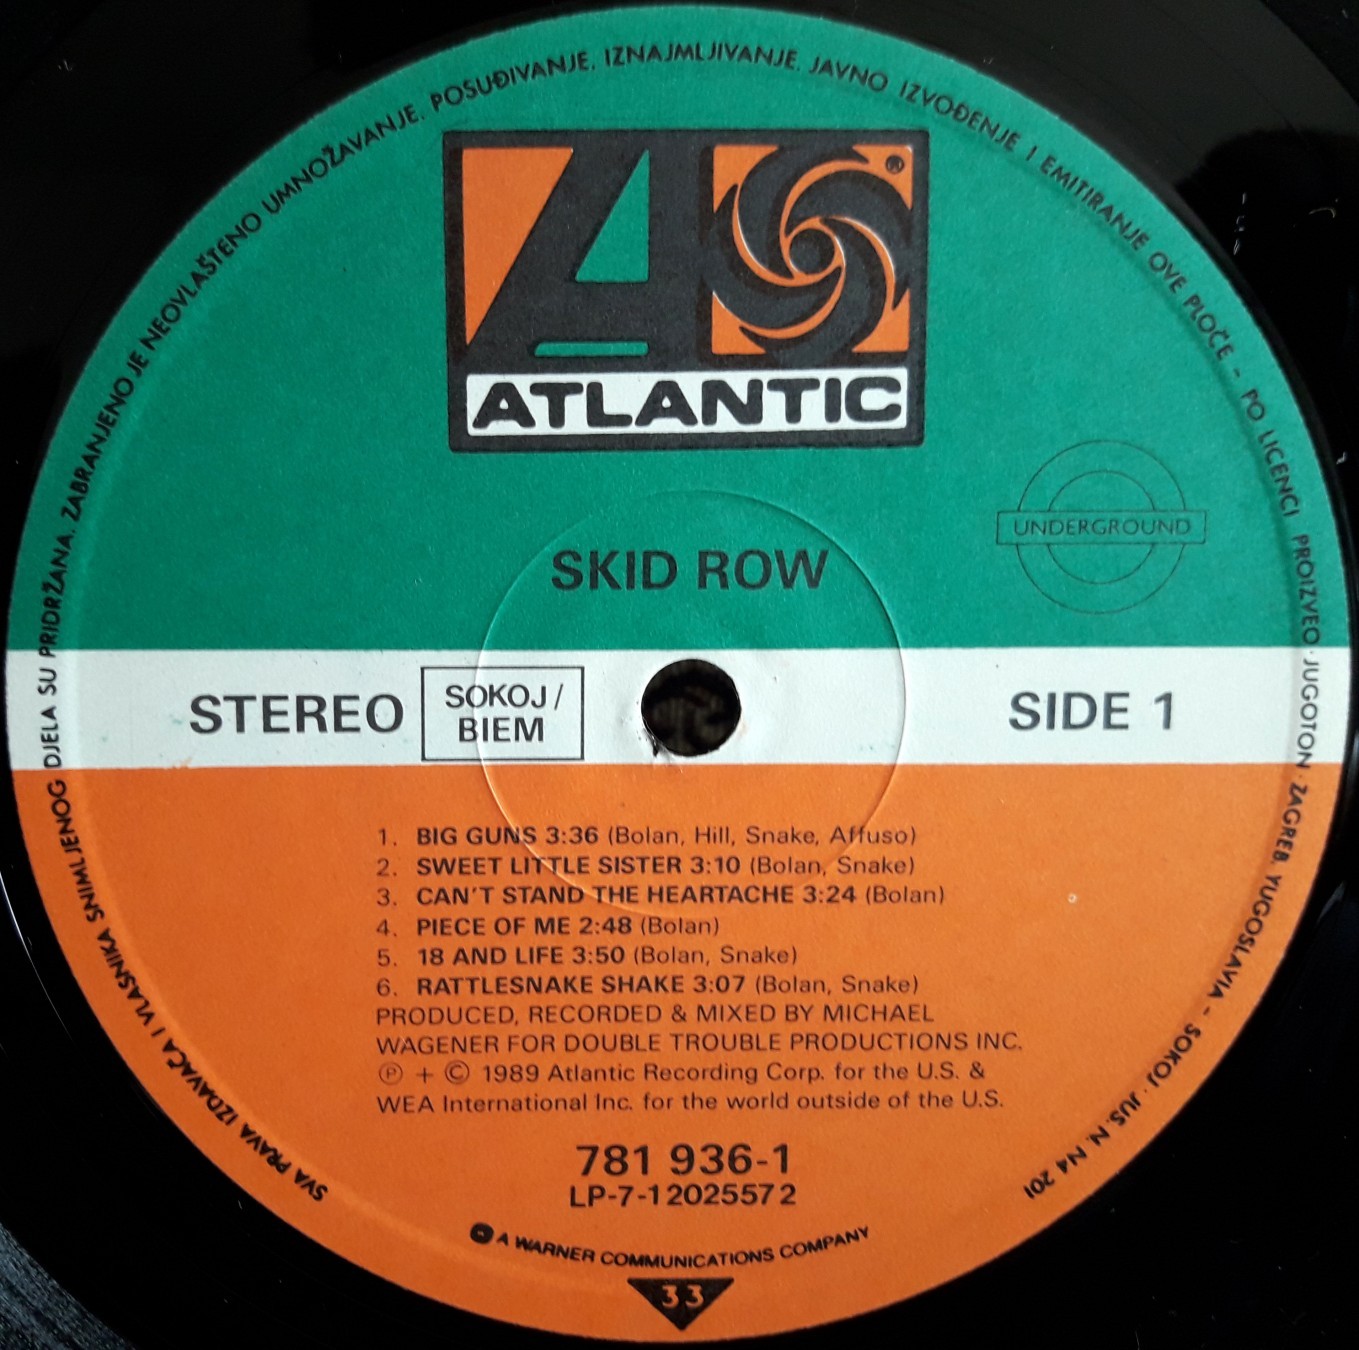 SVA PRAVA IZDAVAČA I VLASNIKA SNIMLJENOG DJELA SU PRIDRŽANA. ZABRANJENO JE NEOVLAŠTENO UMNOŽAVANJE, POSUĐIVANJE, IZNAJMLJIVANJE, JAVNO IZVOĐENJE I EMITIRANJE OVE PLOČE - PO LICENCI PROIZVEO · JUGOTON · ZAGREB, YUGOSLAVIA - SOKOJ · JUS. N. N4 201
®
ATLANTIC
UNDERGROUND
SKID ROW
STEREO
SOKOJ/
BIEM
SIDE 1
1. BIG GUNS 3:36 (Bolan, Hill, Snake, Affuso)
2. SWEET LITTLE SISTER 3:10 (Bolan, Snake)
3. CAN'T STAND THE HEARTACHE 3:24 (Bolan)
4. PIECE OF ME 2:48 (Bolan)
5. 18 AND LIFE 3:50 (Bolan, Snake)
6. RATTLESNAKE SHAKE 3:07 (Bolan, Snake)
PRODUCED, RECORDED & MIXED BY MICHAEL
WAGENER FOR DOUBLE TROUBLE PRODUCTIONS INC.
℗ + © 1989 Atlantic Recording Corp. for the U.S. &
WEA International Inc. for the world outside of the U.S.
781 936-1
LP-7-1 2025572
A WARNER COMMUNICATIONS COMPANY
33